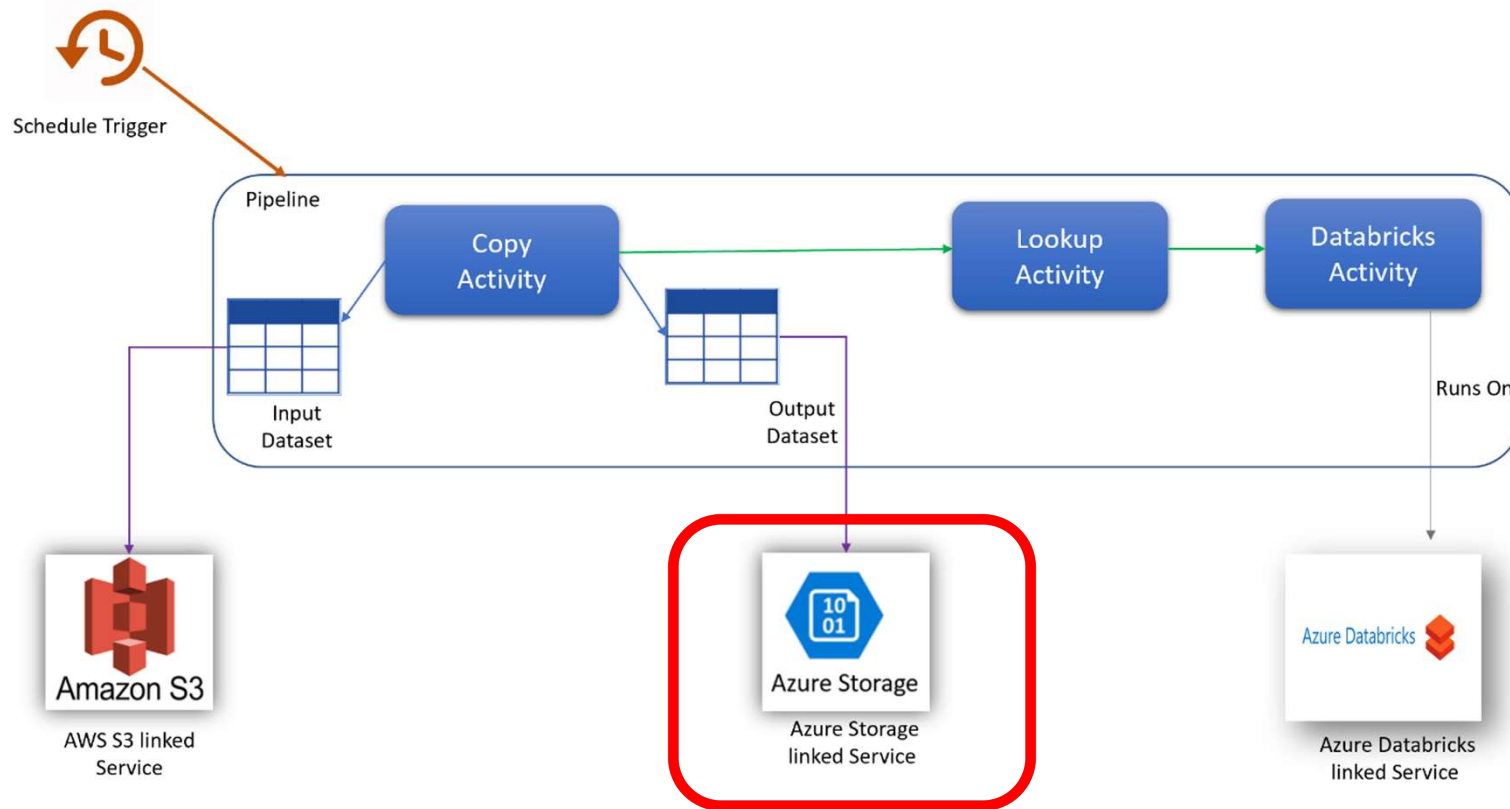 Schedule Trigger
Pipeline
Copy
Activity
Lookup
Activity
Databricks
Activity
Input
Dataset
Output
Dataset
Runs On
Amazon S3
AWS S3 linked
Service
10
01
Azure Storage
Azure Storage
linked Service
Azure Databricks
Azure Databricks
linked Service